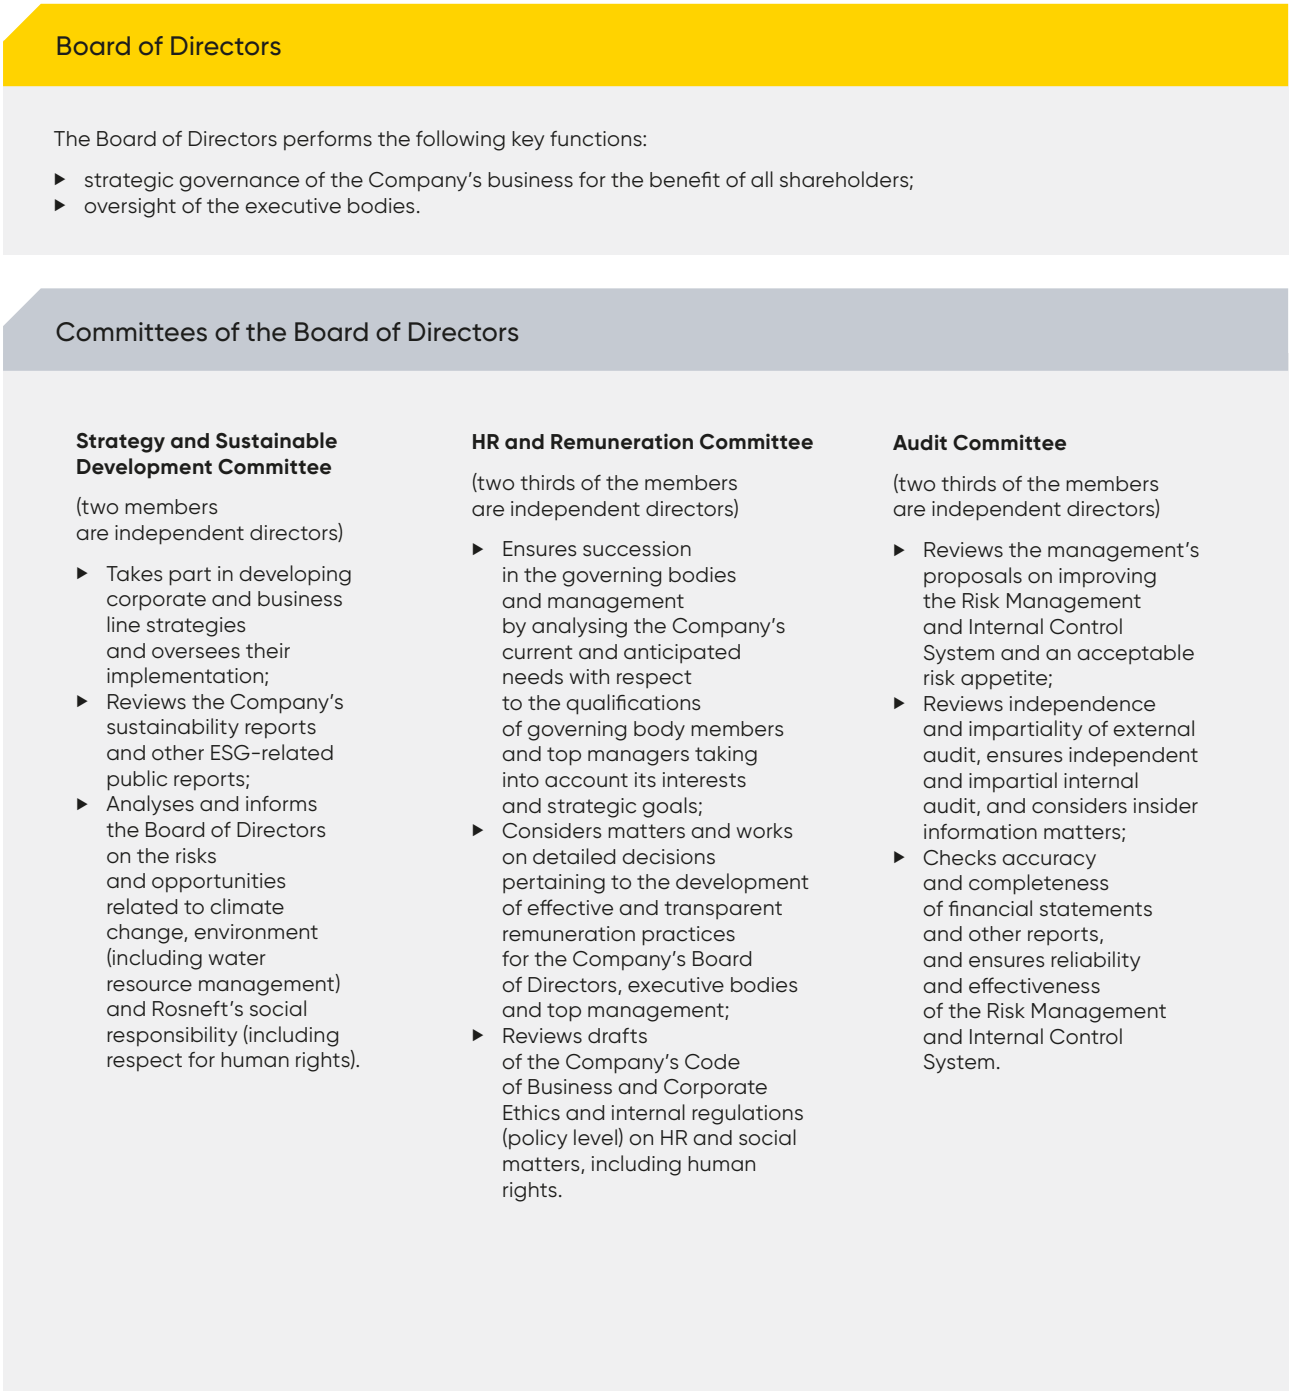 Board of Directors
The Board of Directors performs the following key functions:
▶ strategic governance of the Company’s business for the benefit of all shareholders;
▶ oversight of the executive bodies.
Committees of the Board of Directors
Strategy and Sustainable
Development Committee
(two members
are independent directors)
▶ Takes part in developing
corporate and business
line strategies
and oversees their
implementation;
▶ Reviews the Company’s
sustainability reports
and other ESG-related
public reports;
▶ Analyses and informs
the Board of Directors
on the risks
and opportunities
related to climate
change, environment
(including water
resource management)
and Rosneft’s social
responsibility (including
respect for human rights).
HR and Remuneration Committee
(two thirds of the members
are independent directors)
▶ Ensures succession
in the governing bodies
and management
by analysing the Company’s
current and anticipated
needs with respect
to the qualifications
of governing body members
and top managers taking
into account its interests
and strategic goals;
▶ Considers matters and works
on detailed decisions
pertaining to the development
of effective and transparent
remuneration practices
for the Company’s Board
of Directors, executive bodies
and top management;
▶ Reviews drafts
of the Company’s Code
of Business and Corporate
Ethics and internal regulations
(policy level) on HR and social
matters, including human
rights.
Audit Committee
(two thirds of the members
are independent directors)
▶ Reviews the management’s
proposals on improving
the Risk Management
and Internal Control
System and an acceptable
risk appetite;
▶ Reviews independence
and impartiality of external
audit, ensures independent
and impartial internal
audit, and considers insider
information matters;
▶ Checks accuracy
and completeness
of financial statements
and other reports,
and ensures reliability
and effectiveness
of the Risk Management
and Internal Control
System.